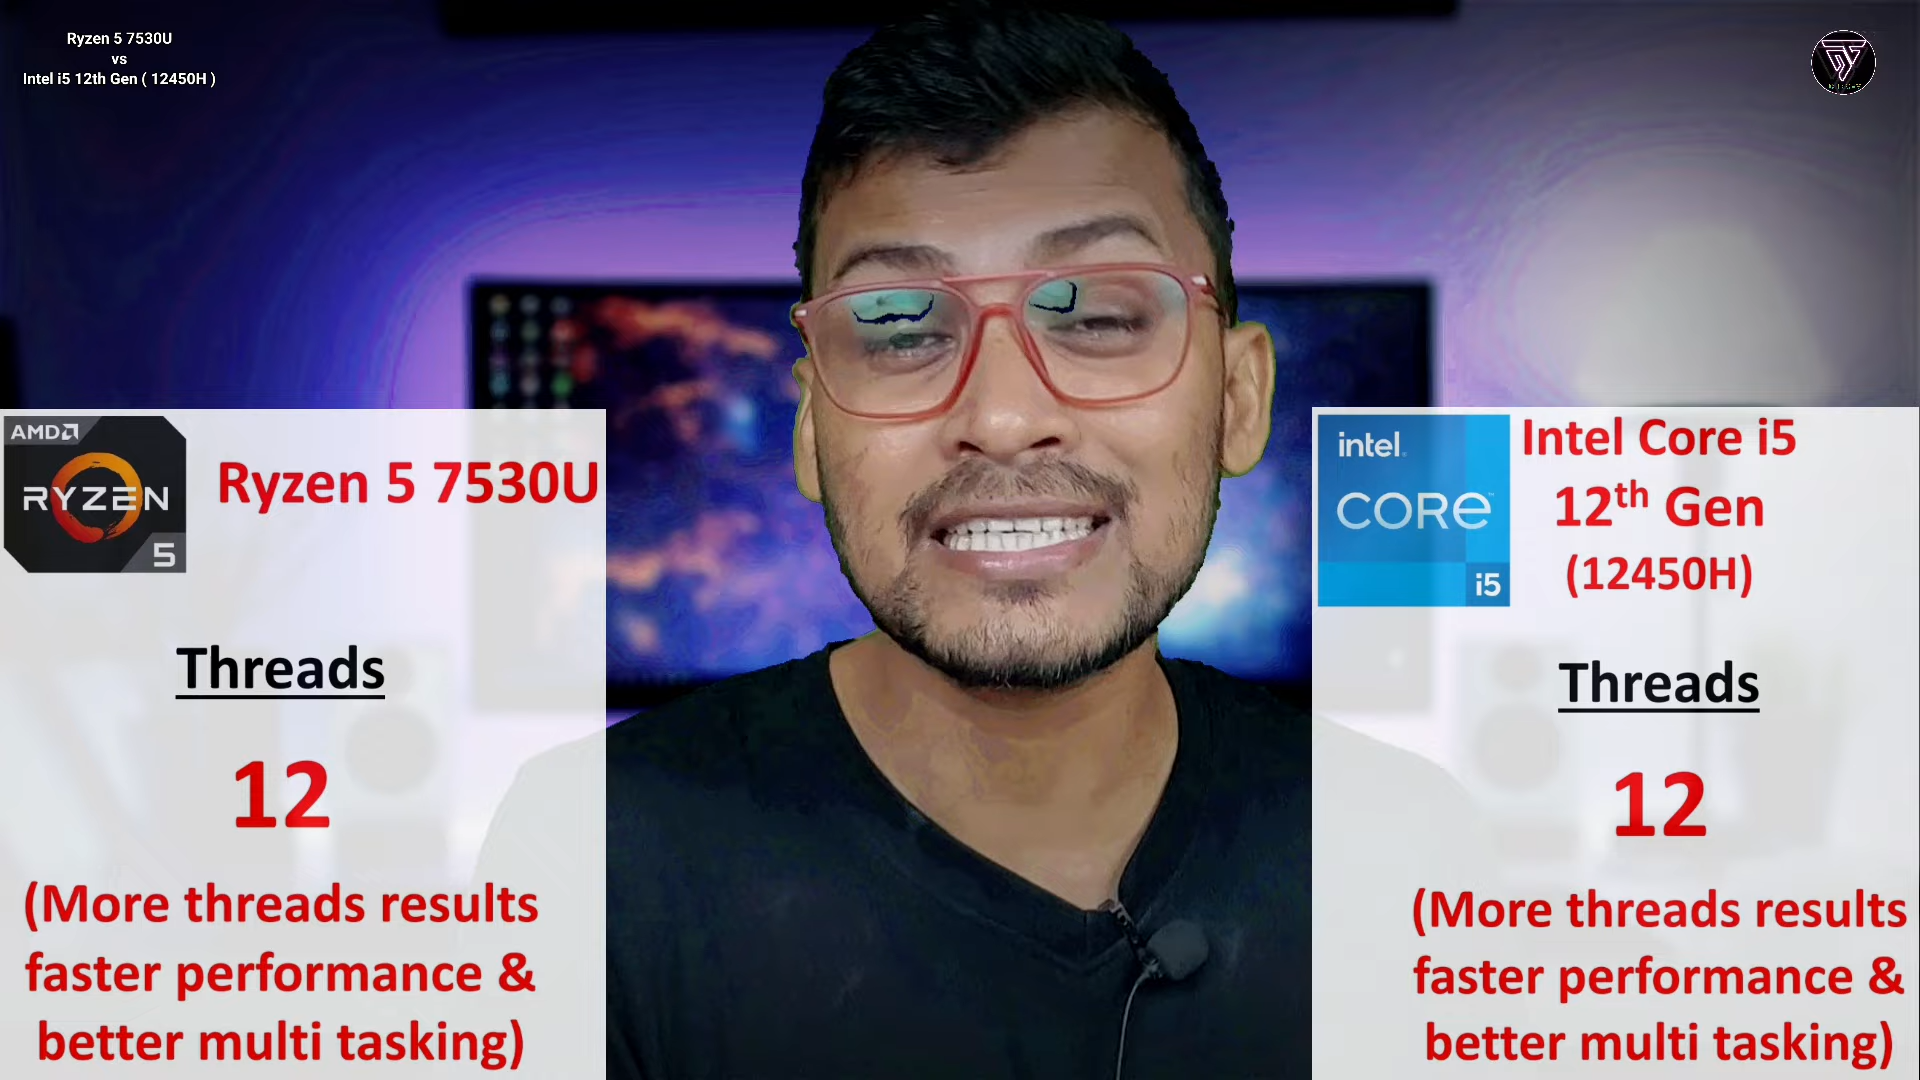 Ryzen 5 7530U
vs
Intel i5 12th Gen ( 12450H )
AMD
RYZEN
5
Ryzen 5 7530U
Threads
12
(More threads results
faster performance &
better multi tasking)
intel.
CORe™
i5
Intel Core i5
12th Gen
(12450H)
Threads
12
(More threads results
faster performance &
better multi tasking)